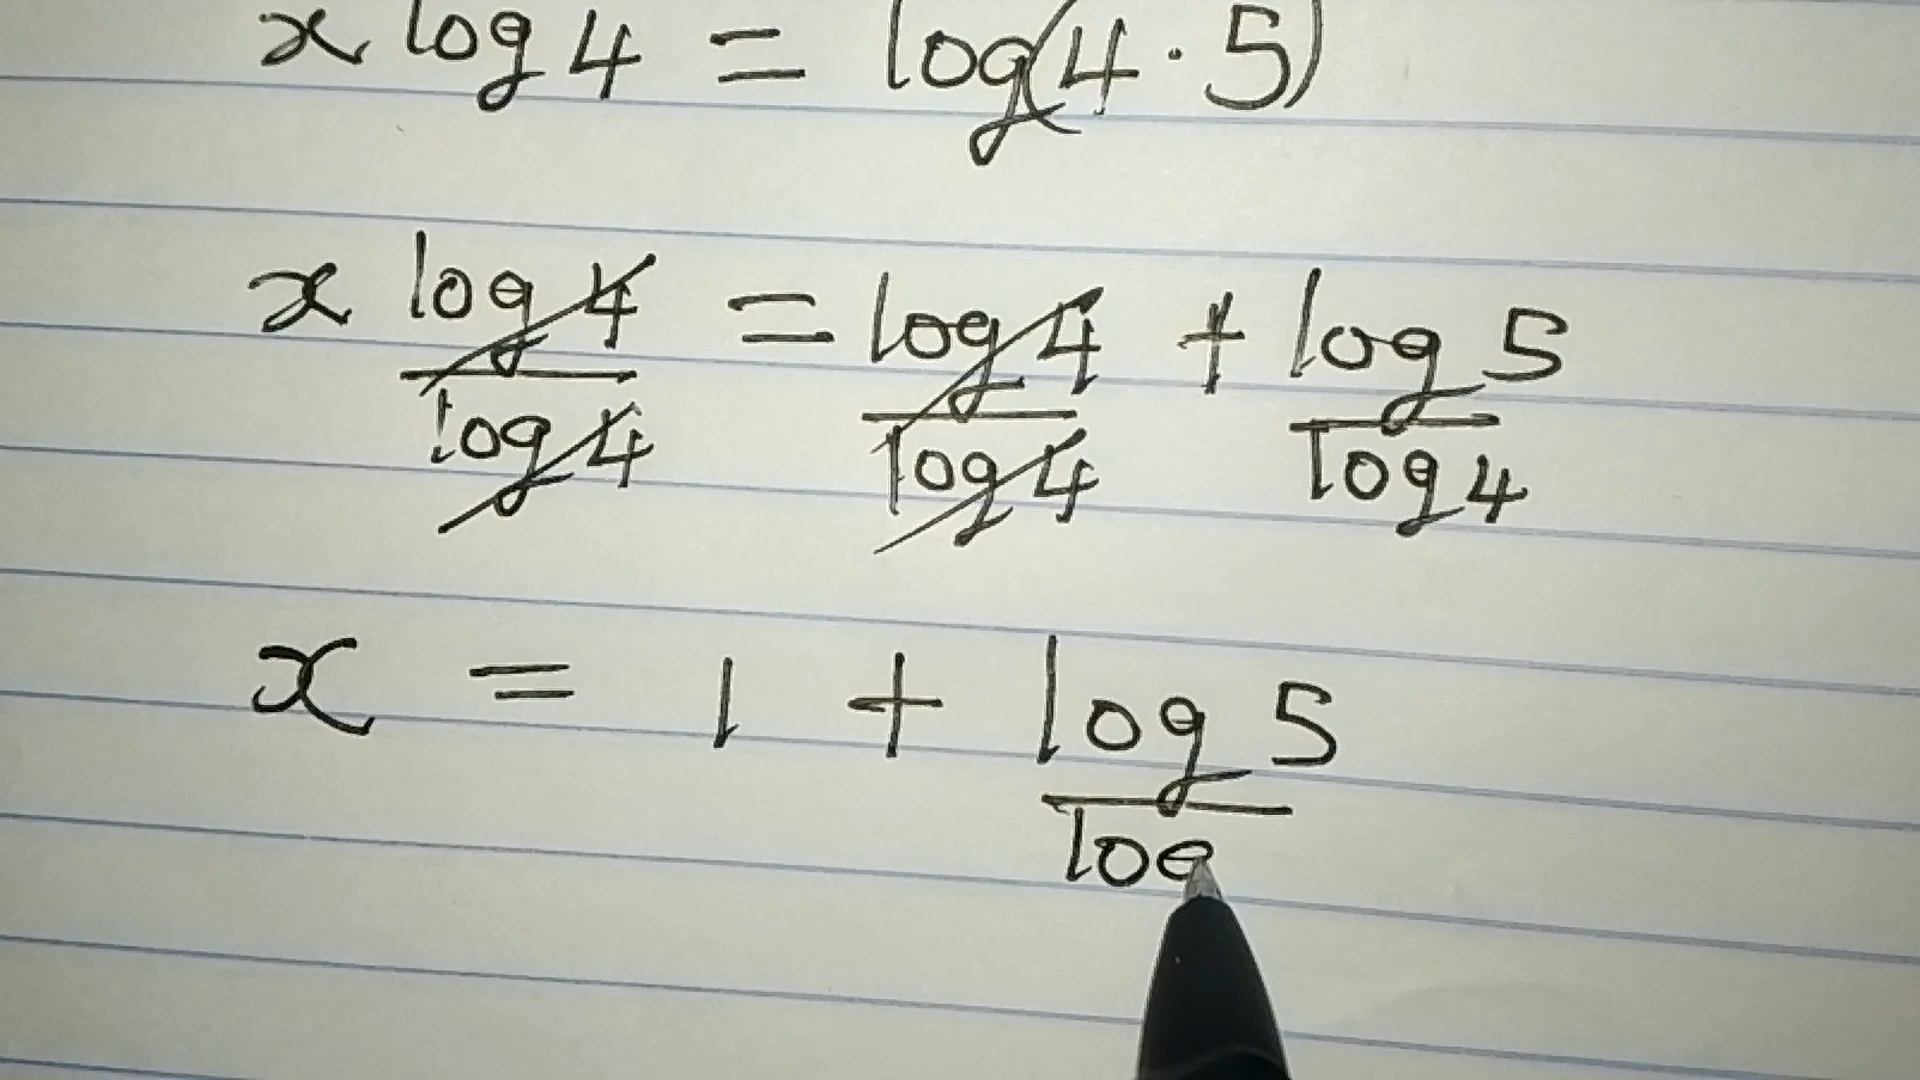 x log 4 = log(4·5)
x log 4 / log 4 = log 4 / log 4 + log 5 / log 4
x = 1 + log 5 / log